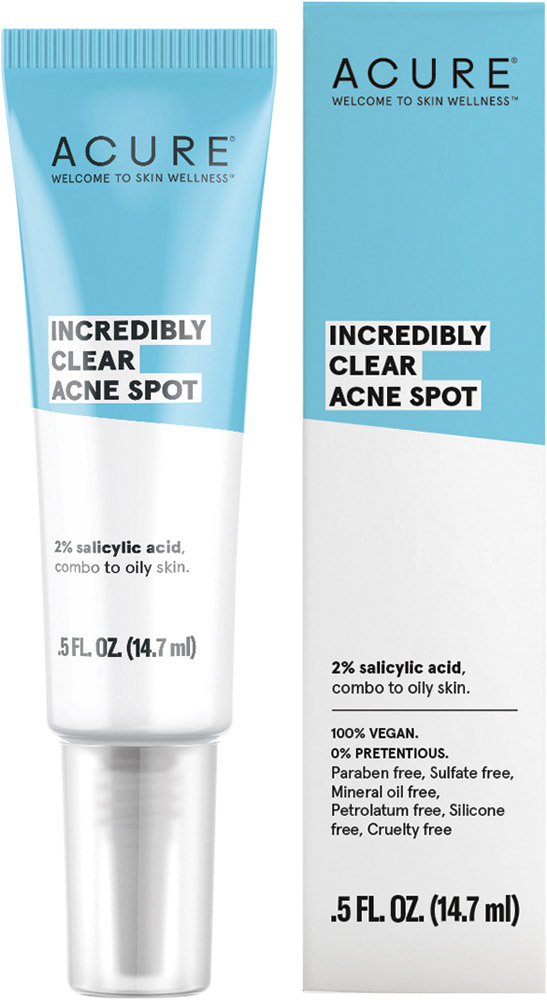 ACURE®
WELCOME TO SKIN WELLNESS™
INCREDIBLY
CLEAR
ACNE SPOT
2% salicylic acid,
combo to oily skin.
.5 FL. OZ. (14.7 ml)
ACURE®
WELCOME TO SKIN WELLNESS™
INCREDIBLY
CLEAR
ACNE SPOT
2% salicylic acid,
combo to oily skin.
100% VEGAN.
0% PRETENTIOUS.
Paraben free, Sulfate free,
Mineral oil free,
Petrolatum free, Silicone
free, Cruelty free
.5 FL. OZ. (14.7 ml)